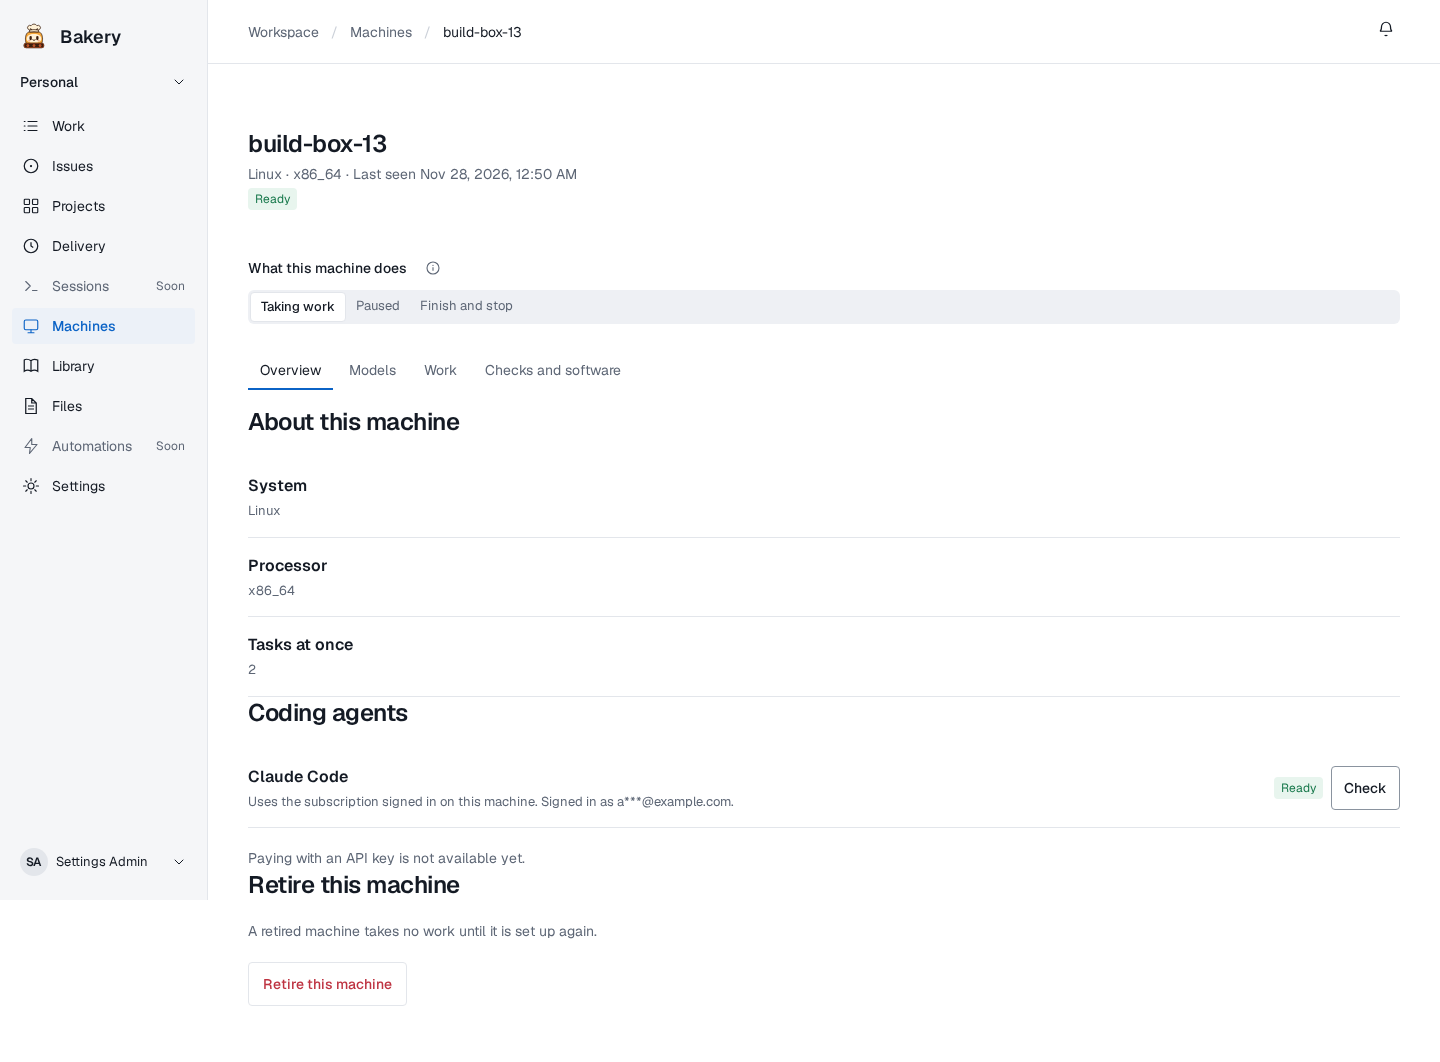 Bakery
Personal
Work
Issues
Projects
Delivery
Sessions Soon
Machines
Library
Files
Automations Soon
Settings
SA Settings Admin
Workspace / Machines / build-box-13
build-box-13
Linux · x86_64 · Last seen Nov 28, 2026, 12:50 AM
Ready
What this machine does
Taking work Paused Finish and stop
Overview Models Work Checks and software
About this machine
System
Linux
Processor
x86_64
Tasks at once
2
Coding agents
Claude Code
Uses the subscription signed in on this machine. Signed in as a***@example.com.
Ready Check
Paying with an API key is not available yet.
Retire this machine
A retired machine takes no work until it is set up again.
Retire this machine